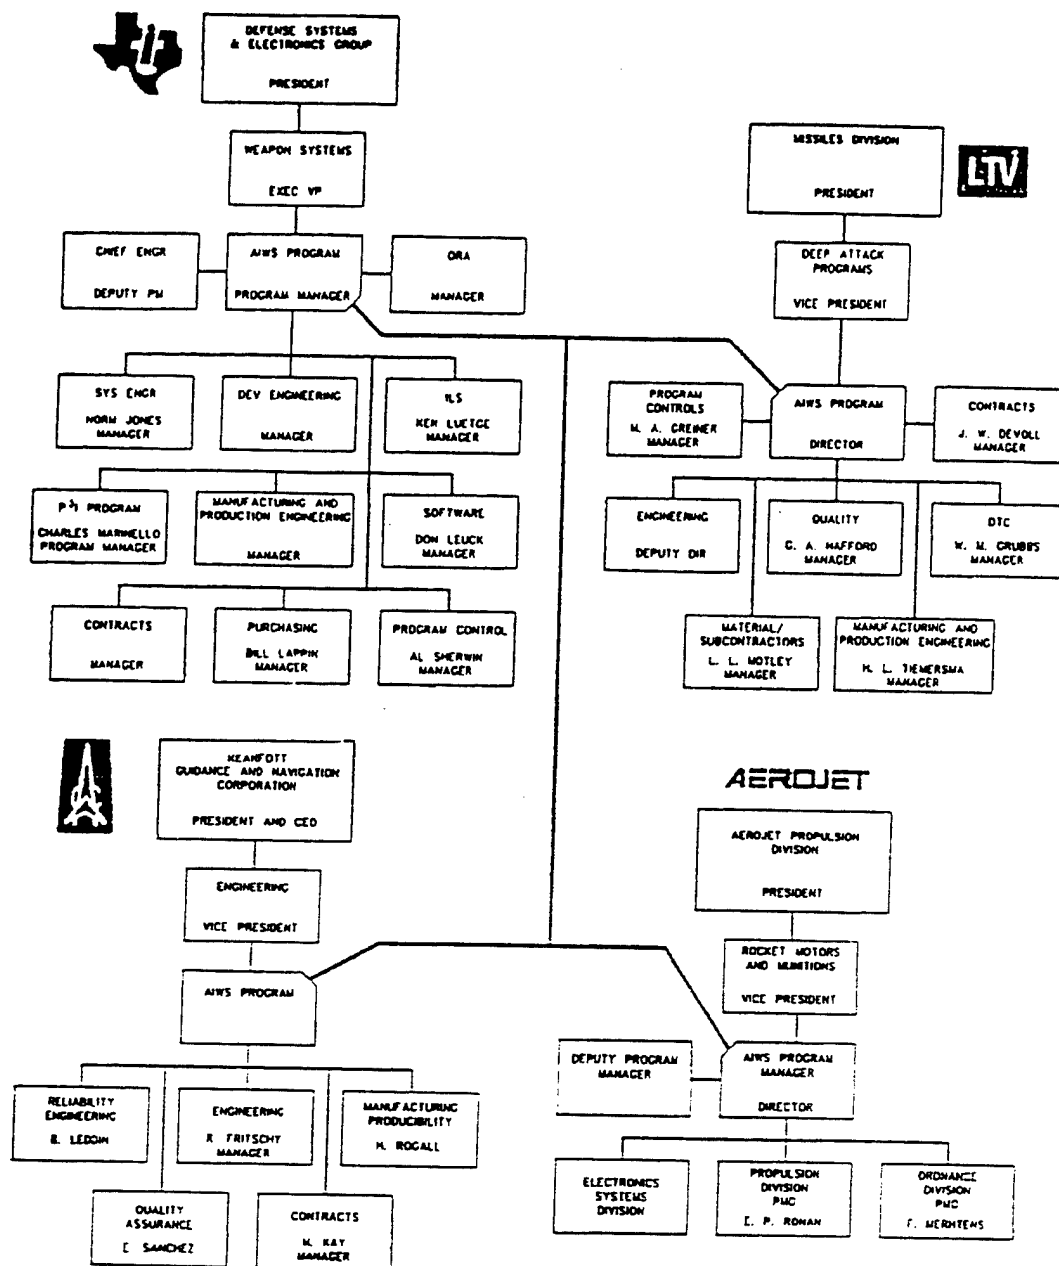 DEFENSE SYSTEMS
& ELECTRONICS GROUP
PRESIDENT
WEAPON SYSTEMS
EXEC VP
CHIEF ENGR
DEPUTY PM
AIWS PROGRAM
PROGRAM MANAGER
ORA
MANAGER
SYS ENGR
NORM JONES
MANAGER
DEV ENGINEERING
MANAGER
ILS
KEN LUETGE
MANAGER
P3I PROGRAM
CHARLES MARINELLO
PROGRAM MANAGER
MANUFACTURING AND
PRODUCTION ENGINEERING
MANAGER
SOFTWARE
DON LEUCK
MANAGER
CONTRACTS
MANAGER
PURCHASING
BILL LAPPIN
MANAGER
PROGRAM CONTROL
AL SHERWIN
MANAGER
MISSILES DIVISION
PRESIDENT
LTV
DEEP ATTACK
PROGRAMS
VICE PRESIDENT
PROGRAM
CONTROLS
M. A. GREINER
MANAGER
AIWS PROGRAM
DIRECTOR
CONTRACTS
J. W. DEVOLL
MANAGER
ENGINEERING
DEPUTY DIR
QUALITY
G. A. HAFFORD
MANAGER
DTC
W. M. GRUBBS
MANAGER
MATERIAL/
SUBCONTRACTORS
L. L. MOTLEY
MANAGER
MANUFACTURING AND
PRODUCTION ENGINEERING
H. L. TIEMERSMA
MANAGER
KEARFOTT
GUIDANCE AND NAVIGATION
CORPORATION
PRESIDENT AND CEO
ENGINEERING
VICE PRESIDENT
AIWS PROGRAM
RELIABILITY
ENGINEERING
B. LEDDIN
ENGINEERING
R. FRITSCHY
MANAGER
MANUFACTURING
PRODUCIBILITY
H. ROGALL
QUALITY
ASSURANCE
E SANCHEZ
CONTRACTS
M. KAY
MANAGER
AEROJET
AEROJET PROPULSION
DIVISION
PRESIDENT
ROCKET MOTORS
AND MUNITIONS
VICE PRESIDENT
DEPUTY PROGRAM
MANAGER
AIWS PROGRAM
MANAGER
DIRECTOR
ELECTRONICS
SYSTEMS
DIVISION
PROPULSION
DIVISION
PMC
E. P. RONAN
ORDNANCE
DIVISION
PMC
F. MERHTENS